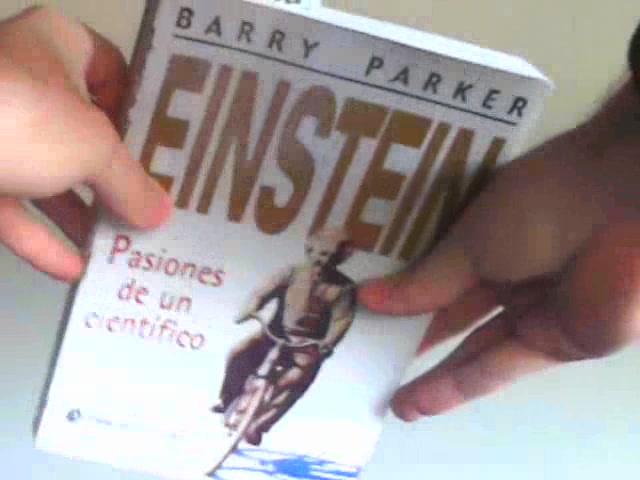 BARRY PARKER
EINSTEIN
Pasiones
de un
científico